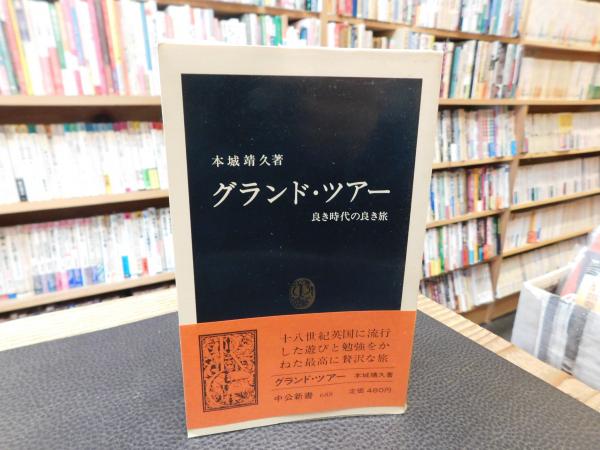 本城靖久著
グランド・ツアー
良き時代の良き旅
十八世紀英国に流行
した遊びと勉強をか
ねた最高に贅沢な旅
グランド・ツアー 本城靖久著
中公新書 688 定価480円